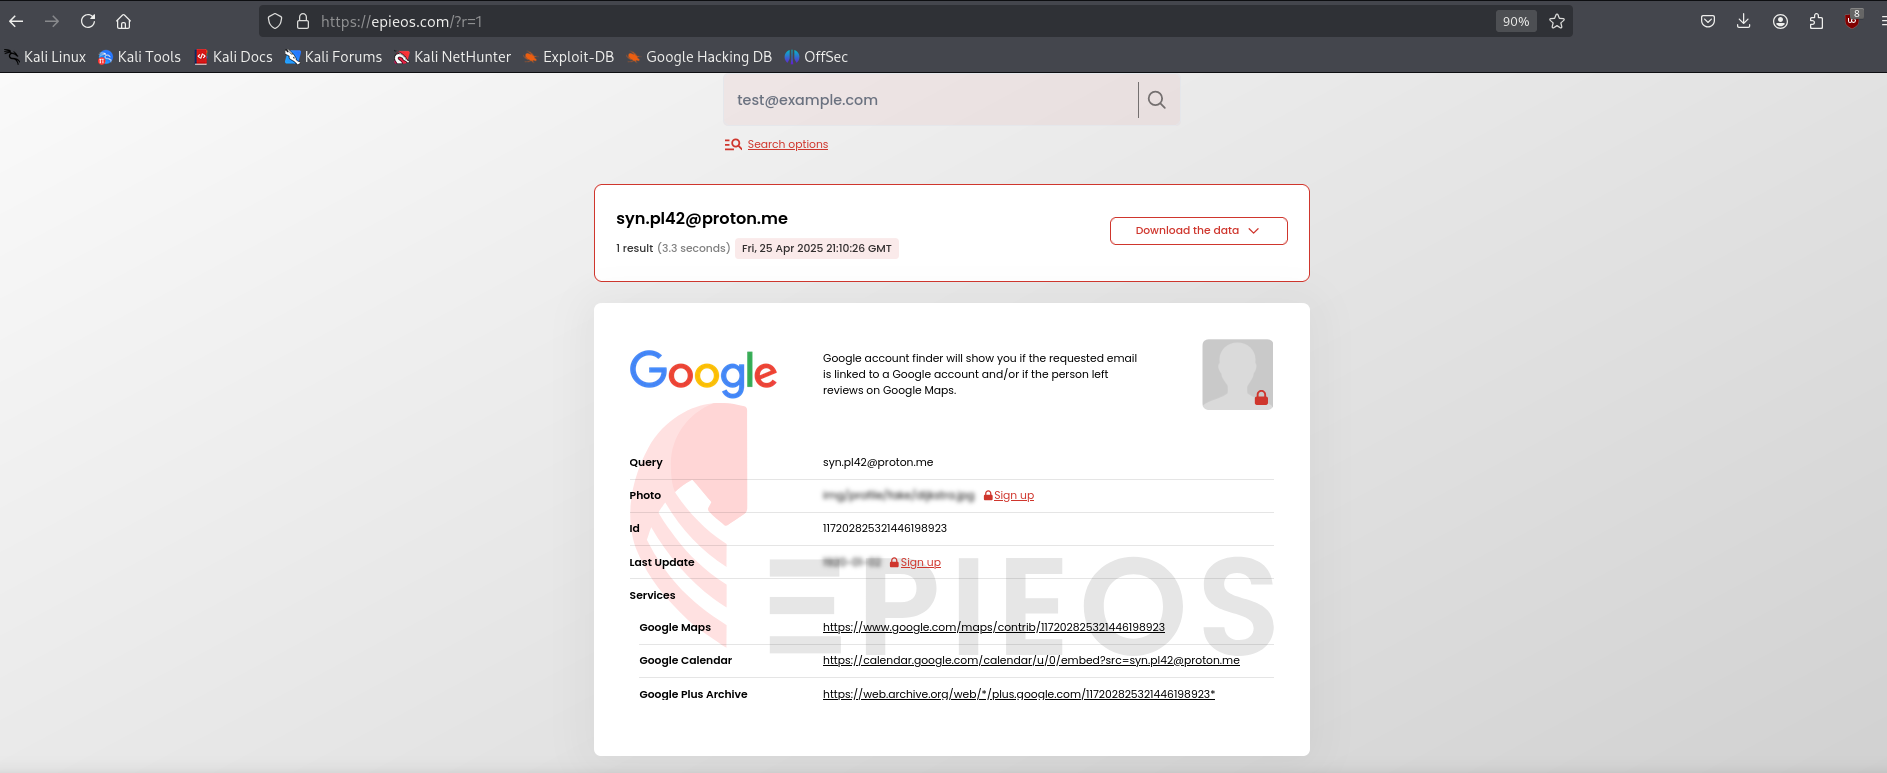 https://epieos.com/?r=1
90%
8
Kali Linux Kali Tools Kali Docs Kali Forums Kali NetHunter Exploit-DB Google Hacking DB OffSec
test@example.com
Search options
syn.pl42@proton.me
1 result (3.3 seconds) Fri, 25 Apr 2025 21:10:26 GMT
Download the data
Google
Google account finder will show you if the requested email
is linked to a Google account and/or if the person left
reviews on Google Maps.
Query syn.pl42@proton.me
Photo Sign up
Id 117202825321446198923
Last Update Sign up
Services
Google Maps https://www.google.com/maps/contrib/117202825321446198923
Google Calendar https://calendar.google.com/calendar/u/0/embed?src=syn.pl42@proton.me
Google Plus Archive https://web.archive.org/web/*/plus.google.com/117202825321446198923*
EPIEOS